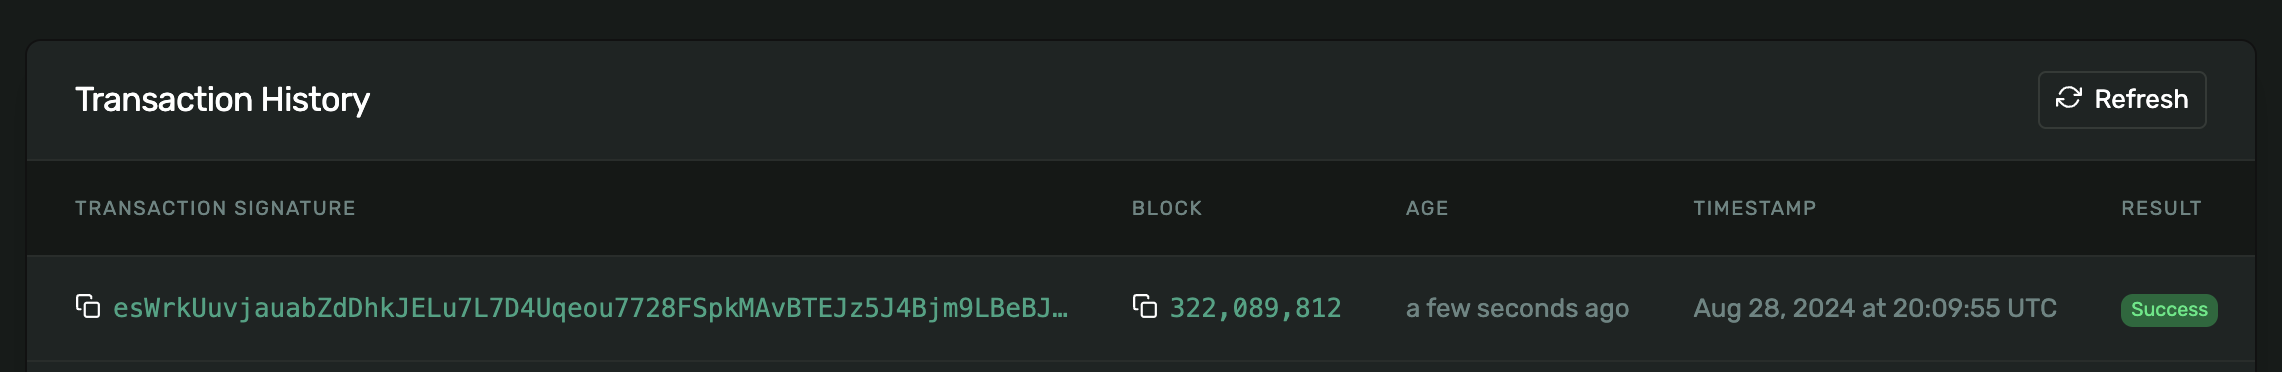 Transaction History
Refresh
TRANSACTION SIGNATURE BLOCK AGE TIMESTAMP RESULT
esWrkUuvjauabZdDhkJELu7L7D4Uqeou7728FSpkMAvBTEJz5J4Bjm9LBeBJ… 322,089,812 a few seconds ago Aug 28, 2024 at 20:09:55 UTC Success